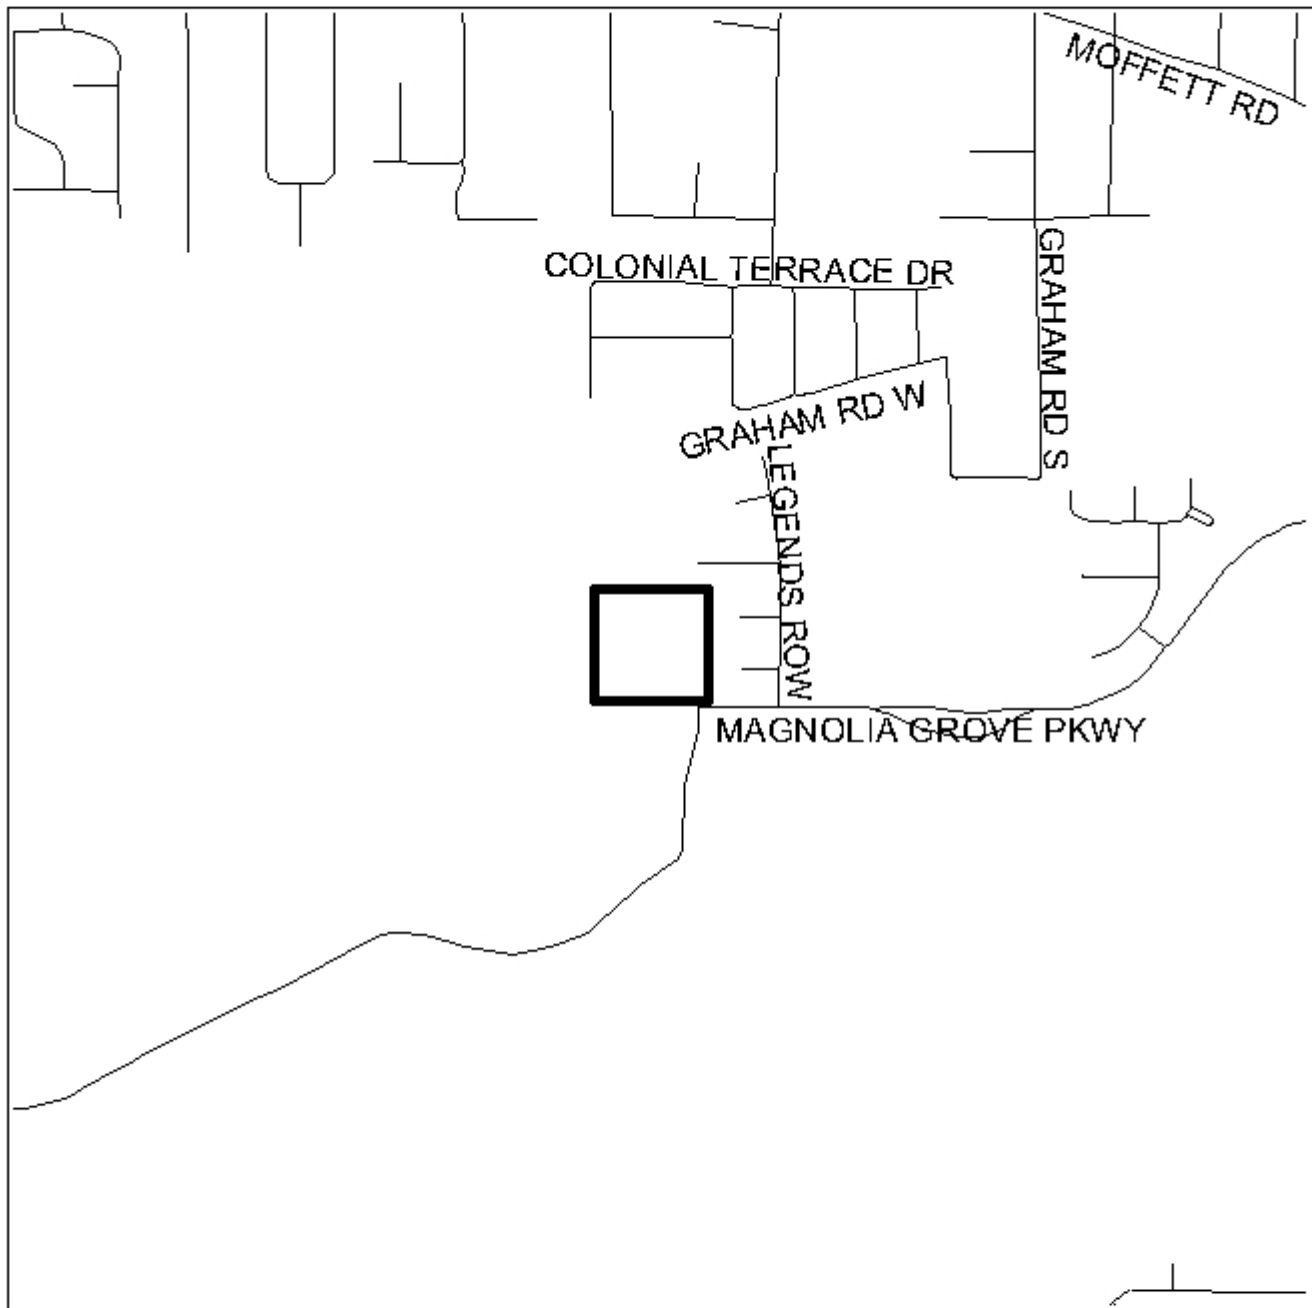 MOFFETT RD
COLONIAL TERRACE DR
GRAHAM RD S
GRAHAM RD W
LEGENDS ROW
MAGNOLIA GROVE PKWY